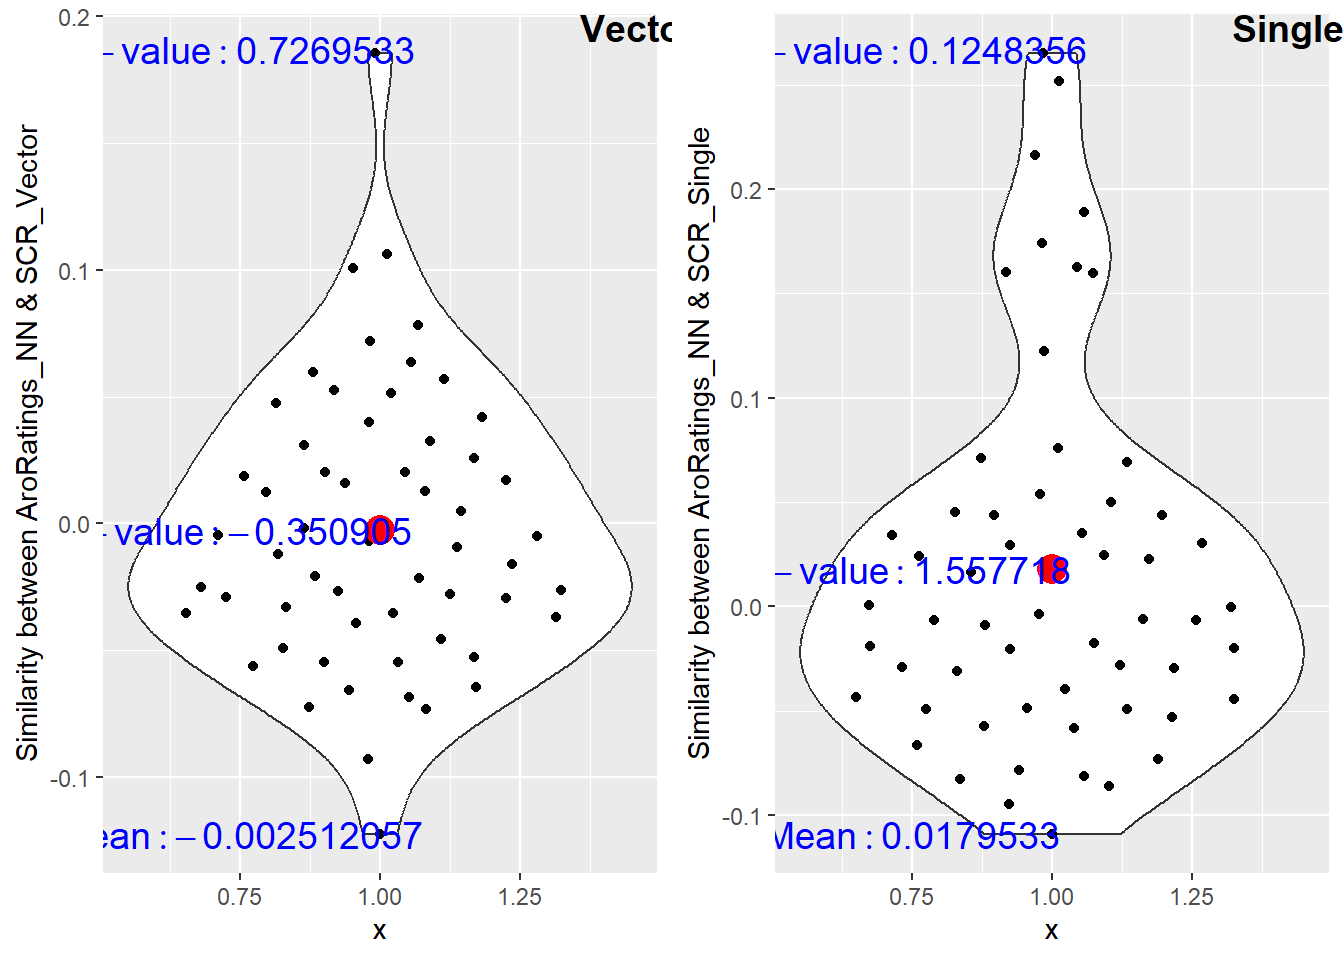 Vecto
0.2
– value : 0.7269533
0.1
Similarity between AroRatings_NN & SCR_Vector
0.0
- value : – 0.350905
-0.1
ean : – 0.002512057
0.75 1.00 1.25
x
Single
– value : 0.1248356
0.2
Similarity between AroRatings_NN & SCR_Single
0.1
– value : 1.557718
0.0
-0.1
Mean : 0.0179533
0.75 1.00 1.25
x